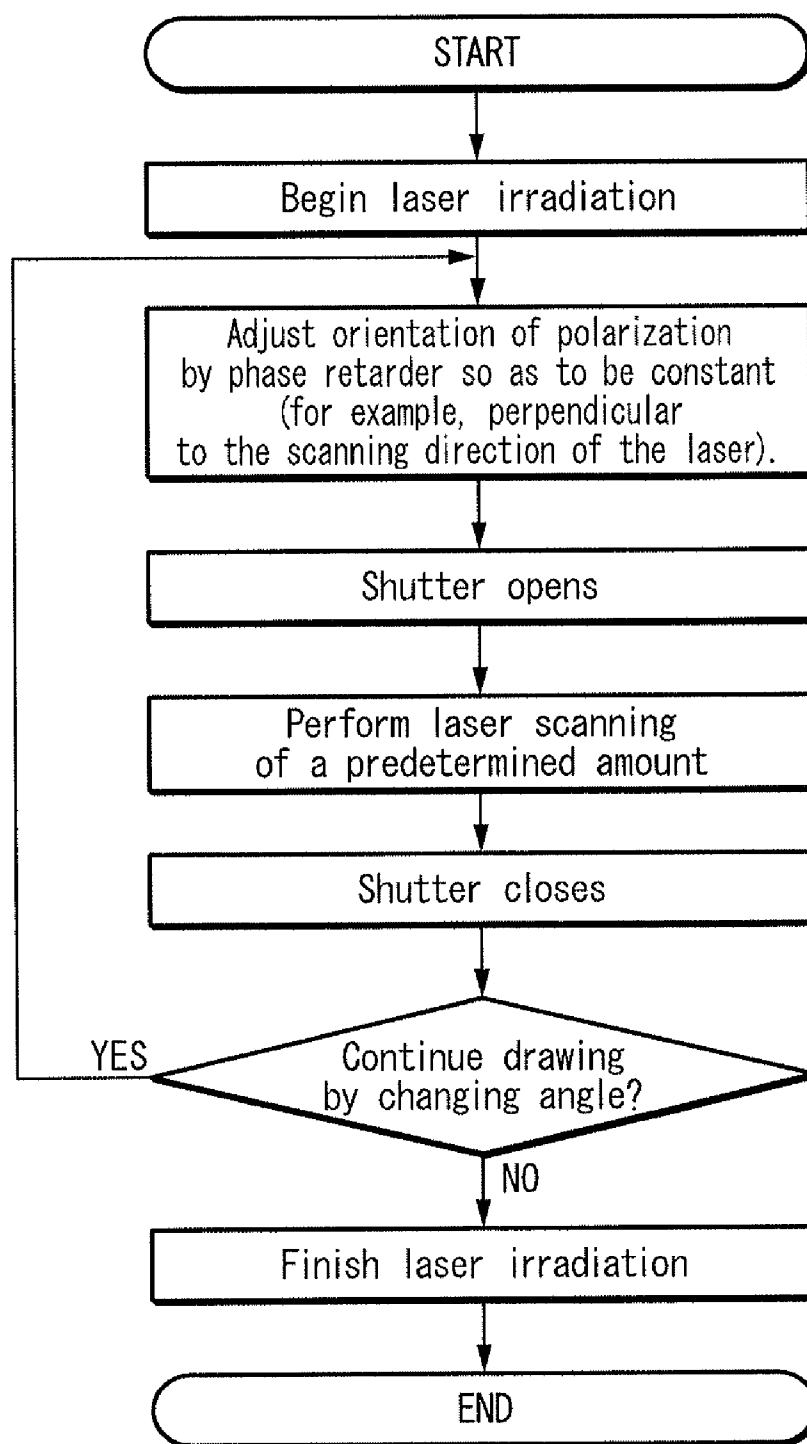 START
Begin laser irradiation
Adjust orientation of polarization
by phase retarder so as to be constant
(for example, perpendicular
to the scanning direction of the laser).
Shutter opens
Perform laser scanning
of a predetermined amount
Shutter closes
YES
Continue drawing
by changing angle?
NO
Finish laser irradiation
END